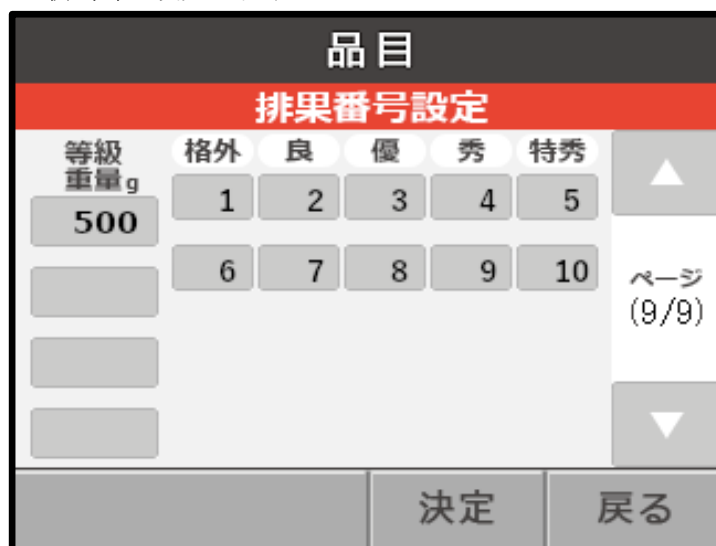 品目
排果番号設定
等級 格外 良 優 秀 特秀
重量g
500 1 2 3 4 5
6 7 8 9 10
ページ
(9/9)
決定 戻る